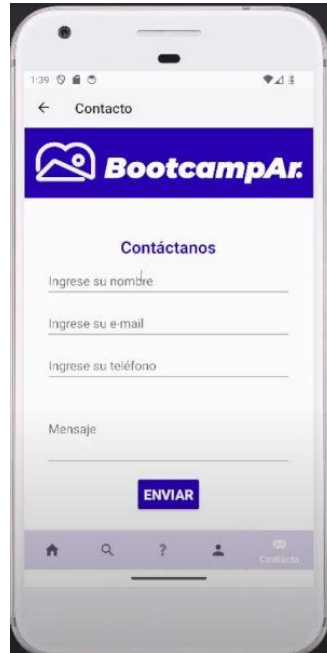 1:39
Contacto
BootcampAr.
Contáctanos
Ingrese su nombre
Ingrese su e-mail
Ingrese su teléfono
Mensaje
ENVIAR
?
Contacto